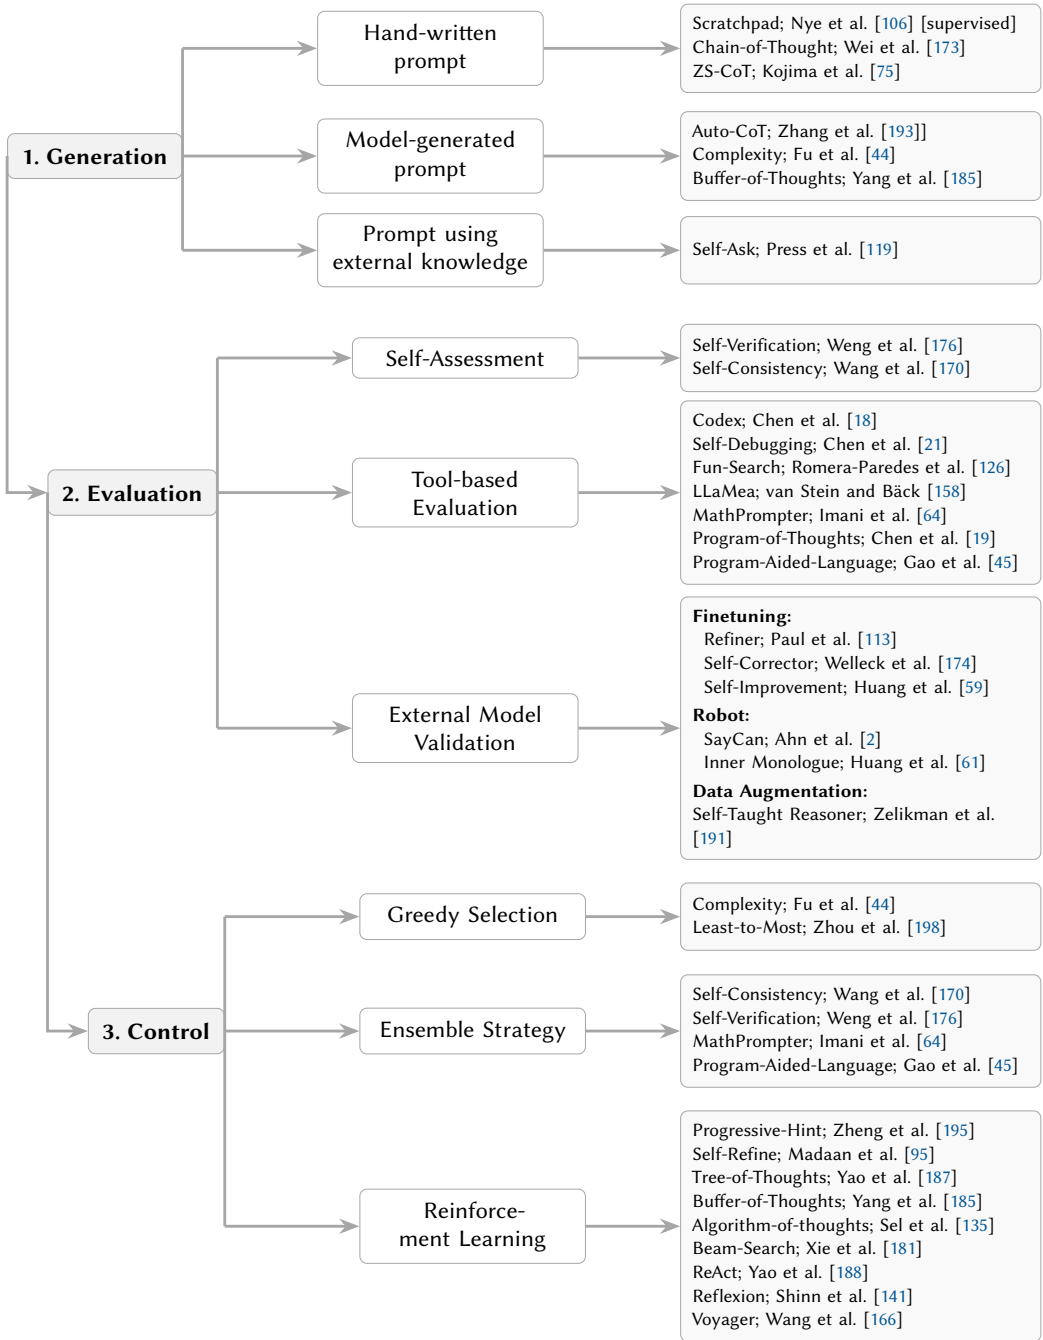 1. Generation
Hand-written
prompt
Scratchpad; Nye et al. [106] [supervised]
Chain-of-Thought; Wei et al. [173]
ZS-CoT; Kojima et al. [75]
Model-generated
prompt
Auto-CoT; Zhang et al. [193]]
Complexity; Fu et al. [44]
Buffer-of-Thoughts; Yang et al. [185]
Prompt using
external knowledge
Self-Ask; Press et al. [119]
2. Evaluation
Self-Assessment
Self-Verification; Weng et al. [176]
Self-Consistency; Wang et al. [170]
Tool-based
Evaluation
Codex; Chen et al. [18]
Self-Debugging; Chen et al. [21]
Fun-Search; Romera-Paredes et al. [126]
LLaMea; van Stein and Bäck [158]
MathPrompter; Imani et al. [64]
Program-of-Thoughts; Chen et al. [19]
Program-Aided-Language; Gao et al. [45]
External Model
Validation
Finetuning:
Refiner; Paul et al. [113]
Self-Corrector; Welleck et al. [174]
Self-Improvement; Huang et al. [59]
Robot:
SayCan; Ahn et al. [2]
Inner Monologue; Huang et al. [61]
Data Augmentation:
Self-Taught Reasoner; Zelikman et al.
[191]
3. Control
Greedy Selection
Complexity; Fu et al. [44]
Least-to-Most; Zhou et al. [198]
Ensemble Strategy
Self-Consistency; Wang et al. [170]
Self-Verification; Weng et al. [176]
MathPrompter; Imani et al. [64]
Program-Aided-Language; Gao et al. [45]
Reinforce-
ment Learning
Progressive-Hint; Zheng et al. [195]
Self-Refine; Madaan et al. [95]
Tree-of-Thoughts; Yao et al. [187]
Buffer-of-Thoughts; Yang et al. [185]
Algorithm-of-thoughts; Sel et al. [135]
Beam-Search; Xie et al. [181]
ReAct; Yao et al. [188]
Reflexion; Shinn et al. [141]
Voyager; Wang et al. [166]